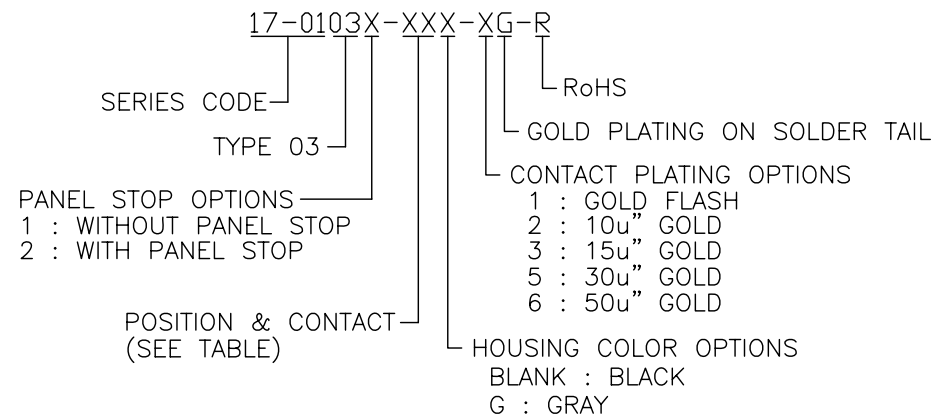 17-0103X-XXX-XG-R
RoHS
SERIES CODE
GOLD PLATING ON SOLDER TAIL
TYPE 03
CONTACT PLATING OPTIONS
1 : GOLD FLASH
2 : 10u" GOLD
3 : 15u" GOLD
5 : 30u" GOLD
6 : 50u" GOLD
PANEL STOP OPTIONS
1 : WITHOUT PANEL STOP
2 : WITH PANEL STOP
POSITION & CONTACT
(SEE TABLE)
HOUSING COLOR OPTIONS
BLANK : BLACK
G : GRAY